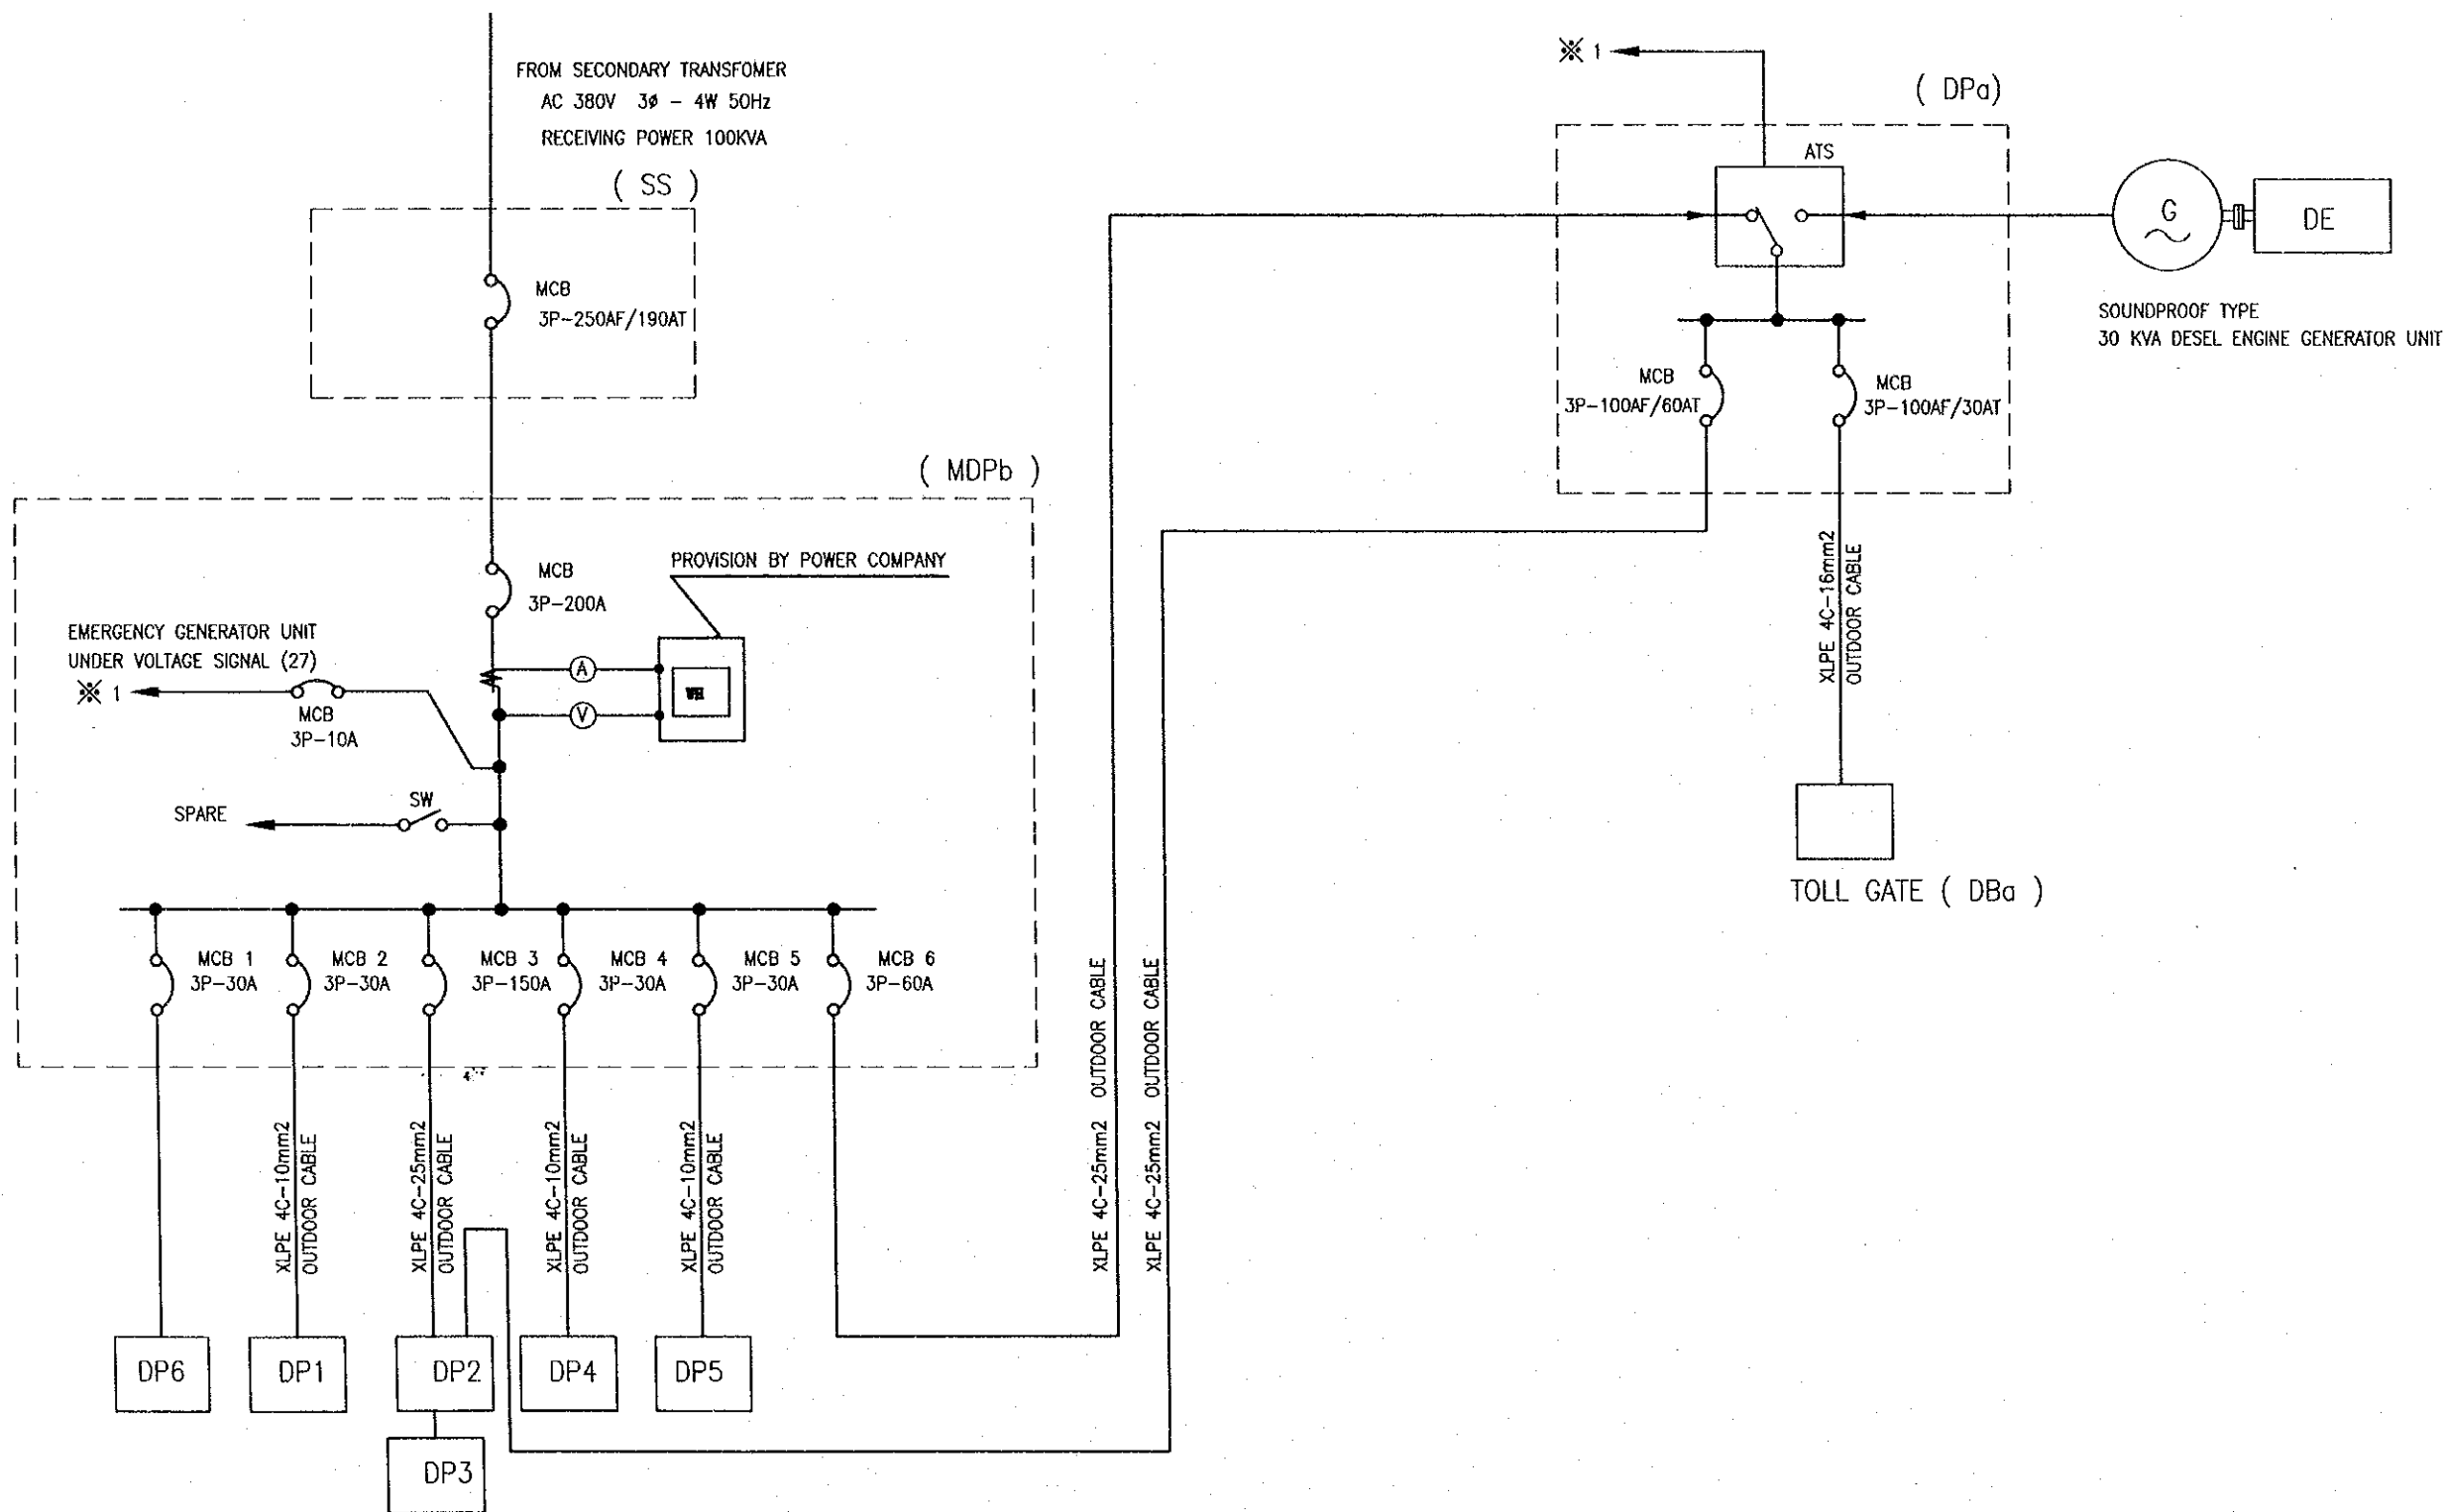 FROM SECONDARY TRANSFOMER
AC 380V 3ø - 4W 50Hz
RECEIVING POWER 100KVA
( SS )
MCB
3P-250AF/190AT
( MDPb )
MCB
3P-200A
PROVISION BY POWER COMPANY
EMERGENCY GENERATOR UNIT
UNDER VOLTAGE SIGNAL (27)
※ 1
MCB
3P-10A
A
V
WH
SPARE
SW
MCB 1
3P-30A
MCB 2
3P-30A
MCB 3
3P-150A
MCB 4
3P-30A
MCB 5
3P-30A
MCB 6
3P-60A
XLPE 4C-10mm2
OUTDOOR CABLE
XLPE 4C-25mm2
OUTDOOR CABLE
XLPE 4C-10mm2
OUTDOOR CABLE
XLPE 4C-10mm2
OUTDOOR CABLE
XLPE 4C-25mm2 OUTDOOR CABLE
XLPE 4C-25mm2 OUTDOOR CABLE
DP6
DP1
DP2
DP4
DP5
DP3
※ 1
( DPa)
ATS
G
DE
SOUNDPROOF TYPE
30 KVA DESEL ENGINE GENERATOR UNIT
MCB
3P-100AF/60AT
MCB
3P-100AF/30AT
XLPE 4C-16mm2
OUTDOOR CABLE
TOLL GATE ( DBa )